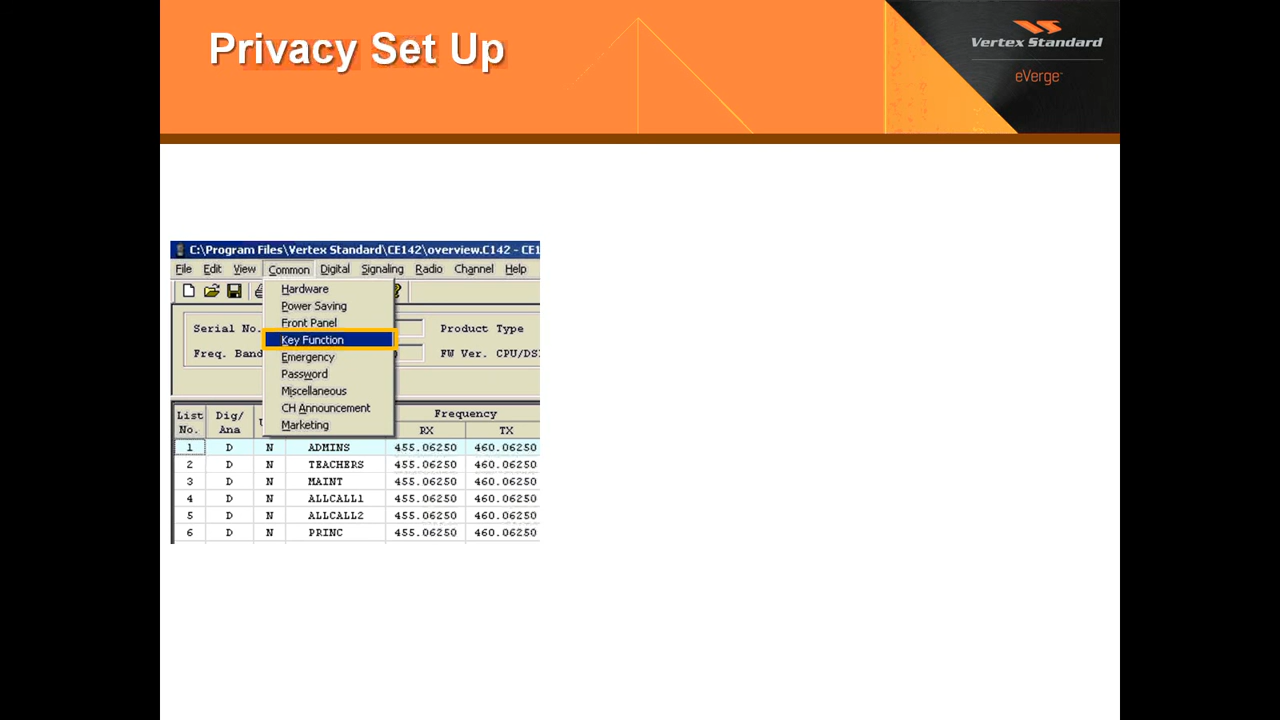 Privacy Set Up
Vertex Standard
eVerge
C:\Program Files\Vertex Standard\CE142\overview.C142 - CE1
File Edit View Common Digital Signaling Radio Channel Help
Hardware
Power Saving
Front Panel
Key Function
Emergency
Password
Miscellaneous
CH Announcement
Marketing
Serial No. Product Type
Freq. Band FW Ver. CPU/DS
List No. Dig/ Ana U Frequency
RX TX
1 D N ADMINS 455.06250 460.06250
2 D N TEACHERS 455.06250 460.06250
3 D N MAINT 455.06250 460.06250
4 D N ALLCALL1 455.06250 460.06250
5 D N ALLCALL2 455.06250 460.06250
6 D N PRINC 455.06250 460.06250